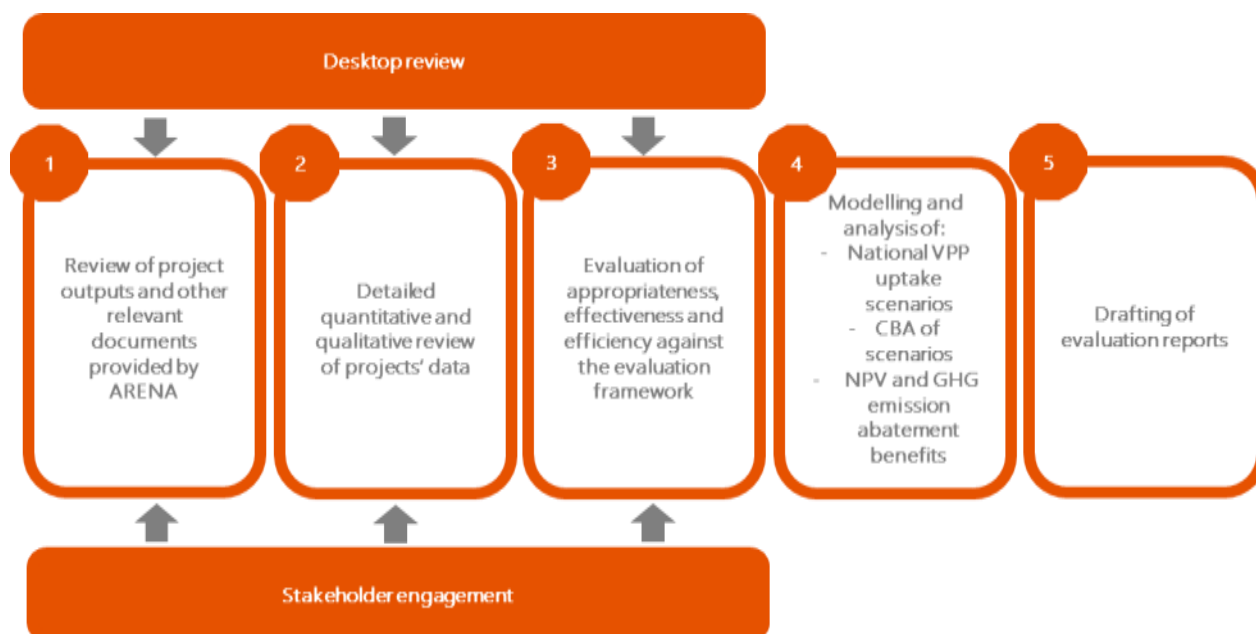 Desktop review
1
Review of project
outputs and other
relevant
documents
provided by
ARENA
2
Detailed
quantitative and
qualitative review
of projects' data
3
Evaluation of
appropriateness,
effectiveness and
efficiency against
the evaluation
framework
4
Modelling and
analysis of:
- National VPP
uptake
scenarios
- CBA of
scenarios
- NPV and GHG
emission
abatement
benefits
5
Drafting of
evaluation reports
Stakeholder engagement